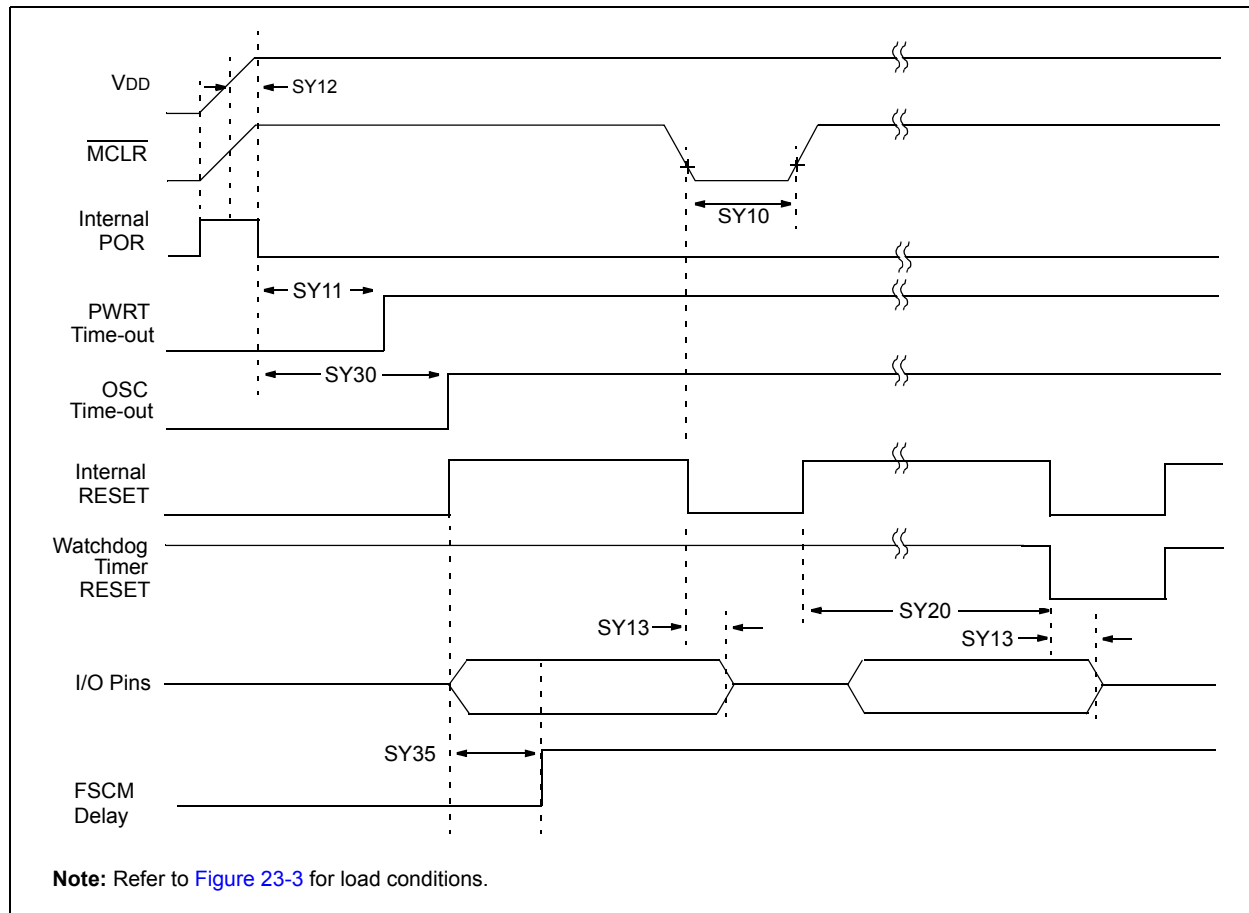 VDD
SY12
MCLR
SY10
Internal
POR
SY11
PWRT
Time-out
SY30
OSC
Time-out
Internal
RESET
Watchdog
Timer
RESET
SY20
SY13
SY13
I/O Pins
SY35
FSCM
Delay
Note: Refer to Figure 23-3 for load conditions.